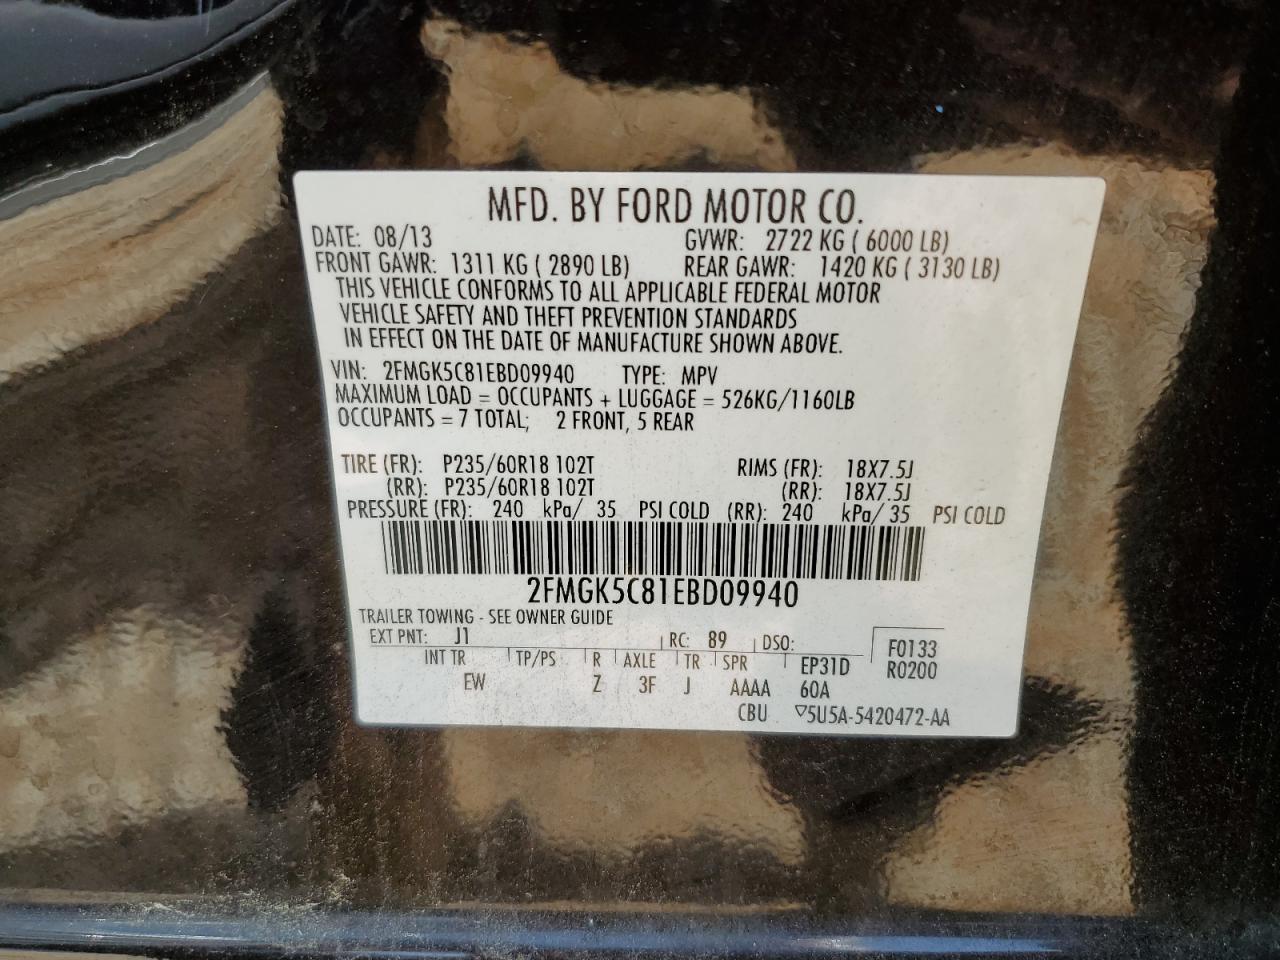 MFD. BY FORD MOTOR CO.
DATE: 08/13 GVWR: 2722 KG ( 6000 LB)
FRONT GAWR: 1311 KG ( 2890 LB) REAR GAWR: 1420 KG ( 3130 LB)
THIS VEHICLE CONFORMS TO ALL APPLICABLE FEDERAL MOTOR
VEHICLE SAFETY AND THEFT PREVENTION STANDARDS
IN EFFECT ON THE DATE OF MANUFACTURE SHOWN ABOVE.
VIN: 2FMGK5C81EBD09940 TYPE: MPV
MAXIMUM LOAD = OCCUPANTS + LUGGAGE = 526KG/1160LB
OCCUPANTS = 7 TOTAL; 2 FRONT, 5 REAR
TIRE (FR): P235/60R18 102T RIMS (FR): 18X7.5J
(RR): P235/60R18 102T (RR): 18X7.5J
PRESSURE (FR): 240 kPa/ 35 PSI COLD (RR): 240 kPa/ 35 PSI COLD
2FMGK5C81EBD09940
TRAILER TOWING - SEE OWNER GUIDE
EXT PNT: J1 RC: 89 DSO: F0133
INT TR TP/PS R AXLE TR SPR EP31D R0200
EW Z 3F J AAAA 60A
CBU ▽5U5A-5420472-AA